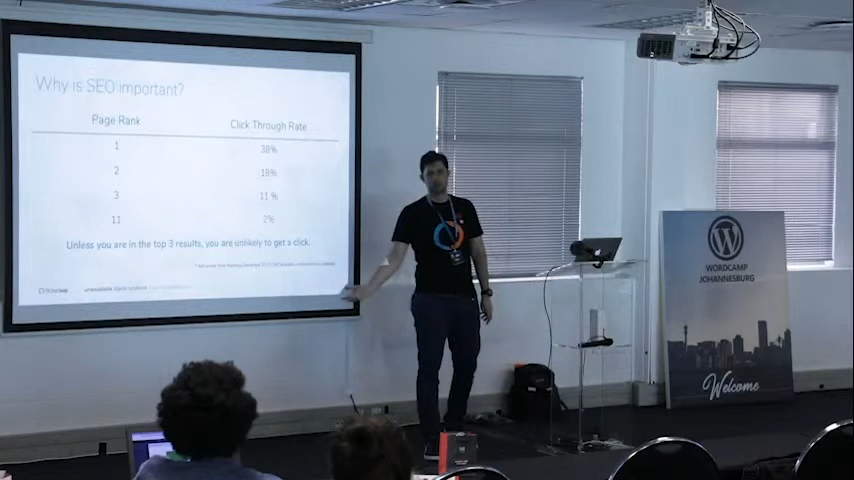 Why is SEO important?
Page Rank Click Through Rate
1 38%
2 18%
3 11 %
11 2%
Unless you are in the top 3 results, you are unlikely to get a click.
WORDCAMP
JOHANNESBURG
Welcome